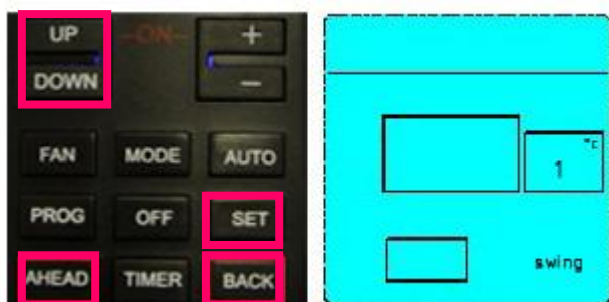 UP -ON- +
DOWN -
FAN MODE AUTO
PROG OFF SET
AHEAD TIMER BACK
°C
1
swing